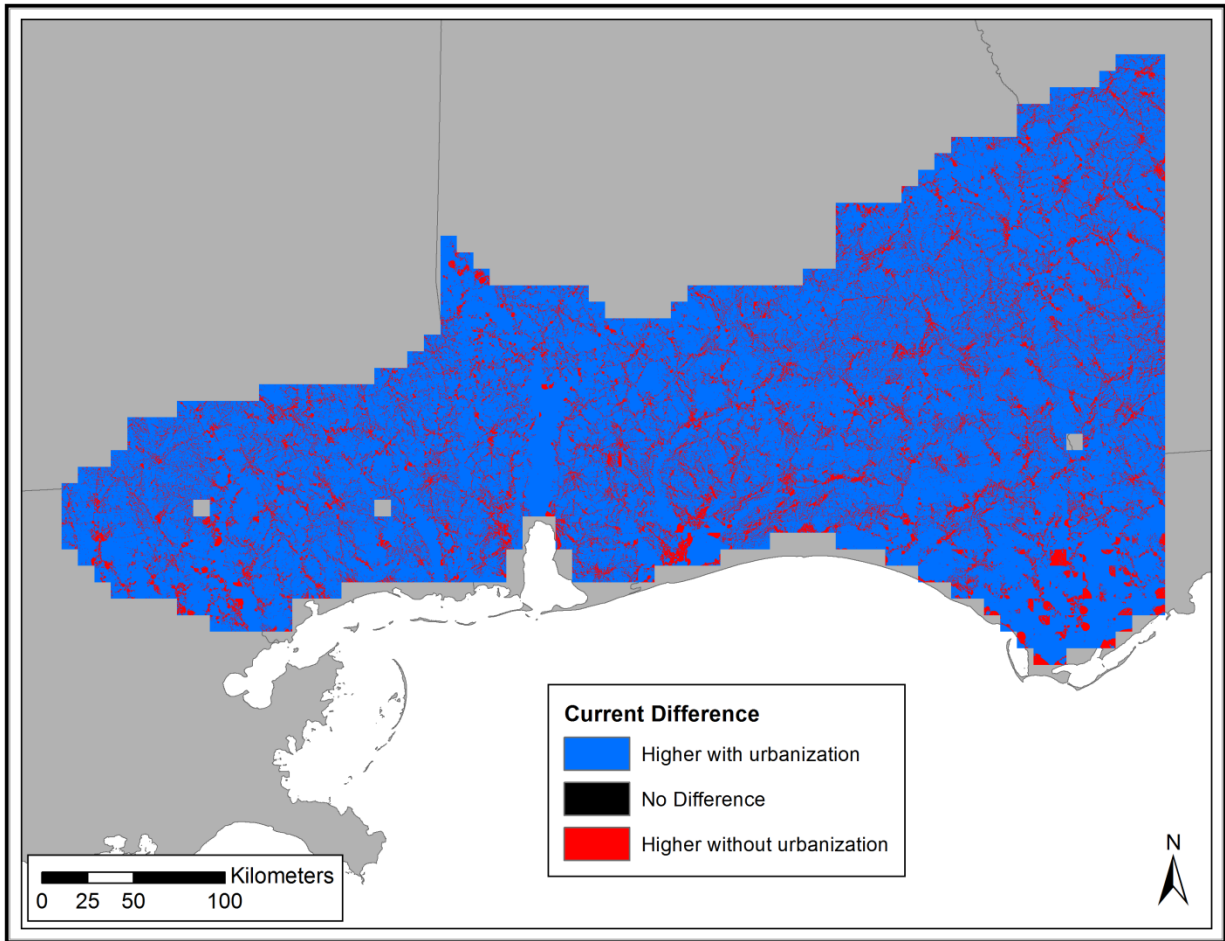 Current Difference
Higher with urbanization
No Difference
Higher without urbanization
Kilometers
0 25 50 100
N